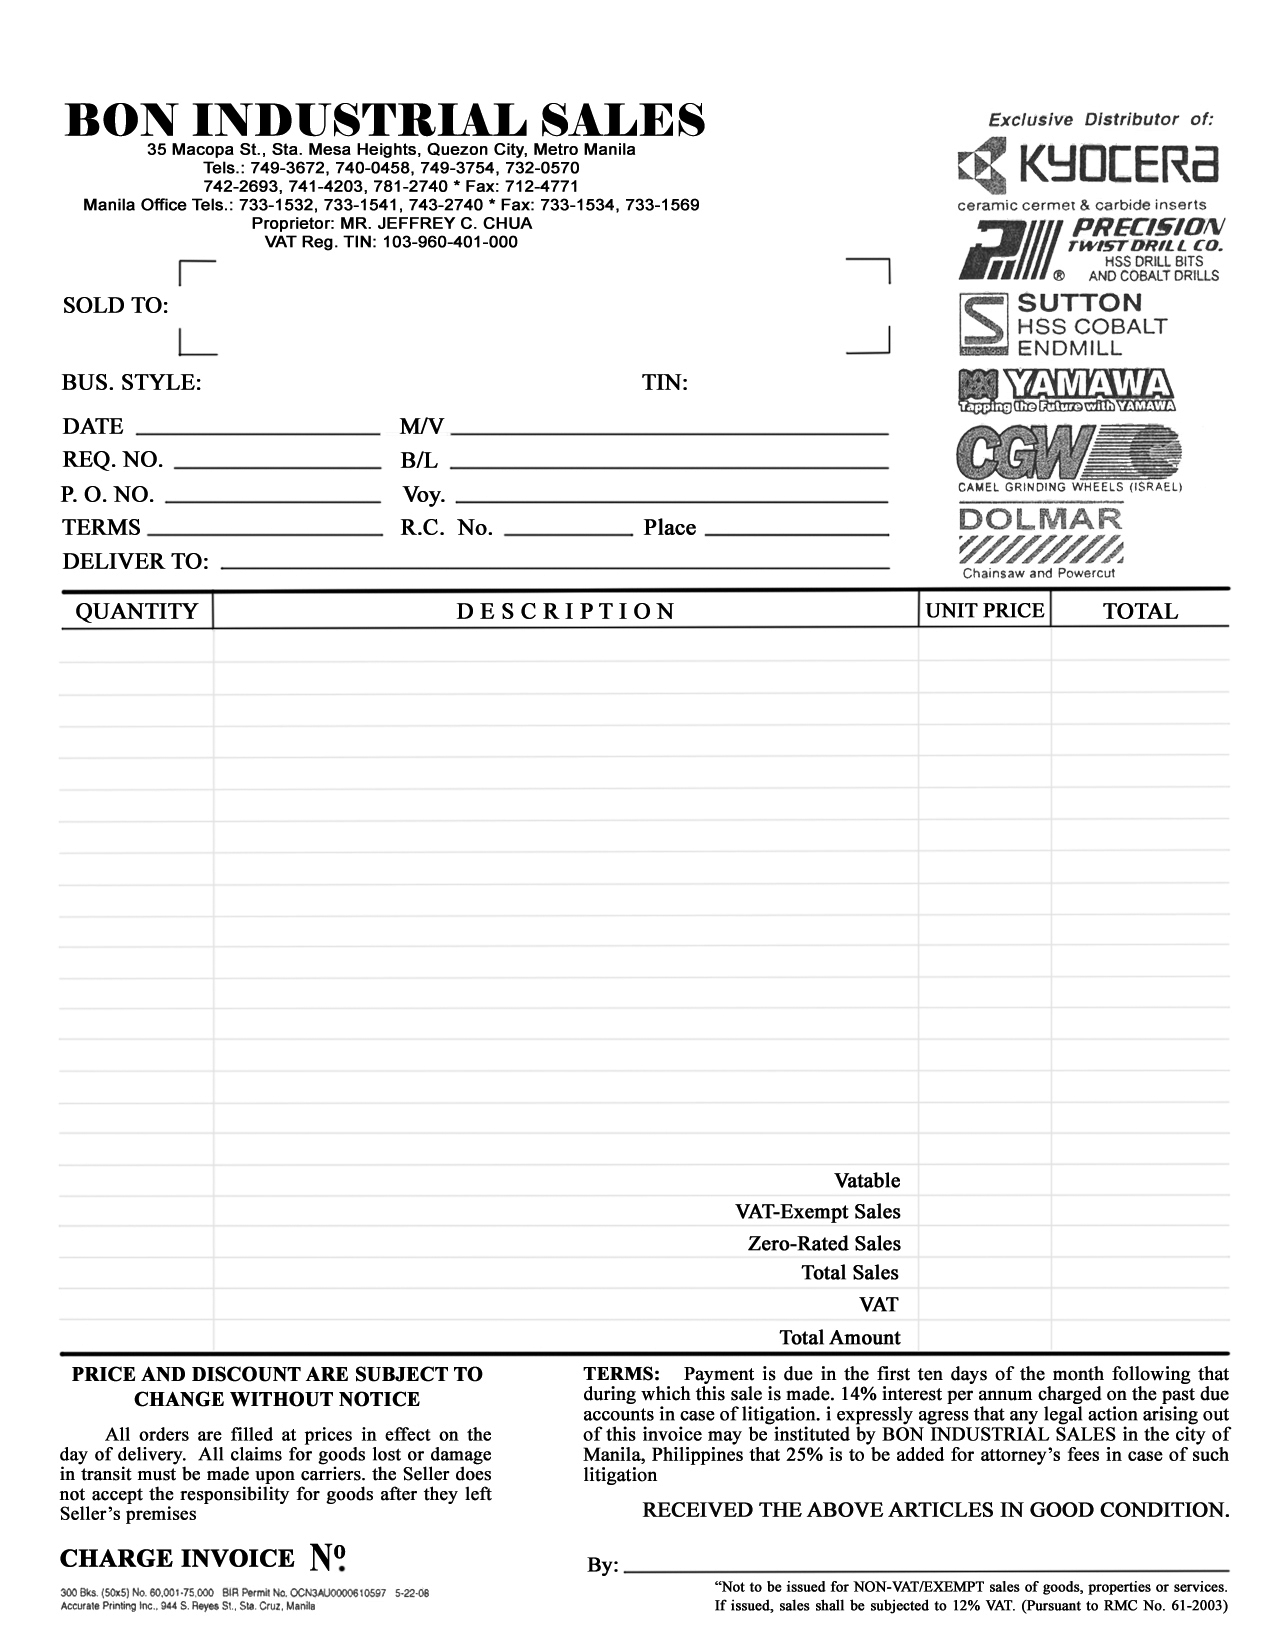 BON INDUSTRIAL SALES
35 Macopa St., Sta. Mesa Heights, Quezon City, Metro Manila
Tels.: 749-3672, 740-0458, 749-3754, 732-0570
742-2693, 741-4203, 781-2740 * Fax: 712-4771
Manila Office Tels.: 733-1532, 733-1541, 743-2740 * Fax: 733-1534, 733-1569
Proprietor: MR. JEFFREY C. CHUA
VAT Reg. TIN: 103-960-401-000
Exclusive Distributor of:
KYOCERA
ceramic cermet & carbide inserts
PRECISION
TWIST DRILL CO.
HSS DRILL BITS
® AND COBALT DRILLS
SUTTON
HSS COBALT
ENDMILL
YAMAWA
Tapping the Future with YAMAWA
CGW
CAMEL GRINDING WHEELS (ISRAEL)
DOLMAR
Chainsaw and Powercut
SOLD TO:
BUS. STYLE: TIN:
DATE M/V
REQ. NO. B/L
P. O. NO. Voy.
TERMS R.C. No. Place
DELIVER TO:
QUANTITY DESCRIPTION UNIT PRICE TOTAL
Vatable
VAT-Exempt Sales
Zero-Rated Sales
Total Sales
VAT
Total Amount
PRICE AND DISCOUNT ARE SUBJECT TO
CHANGE WITHOUT NOTICE
All orders are filled at prices in effect on the
day of delivery. All claims for goods lost or damage
in transit must be made upon carriers. the Seller does
not accept the responsibility for goods after they left
Seller's premises
CHARGE INVOICE Nº.
300 Bks. (50x5) No. 60,001-75,000 BIR Permit No. OCN3AU0000610597 5-22-08
Accurate Printing Inc., 944 S. Reyes St., Sta. Cruz, Manila
TERMS: Payment is due in the first ten days of the month following that
during which this sale is made. 14% interest per annum charged on the past due
accounts in case of litigation. i expressly agress that any legal action arising out
of this invoice may be instituted by BON INDUSTRIAL SALES in the city of
Manila, Philippines that 25% is to be added for attorney's fees in case of such
litigation
RECEIVED THE ABOVE ARTICLES IN GOOD CONDITION.
By:
“Not to be issued for NON-VAT/EXEMPT sales of goods, properties or services.
If issued, sales shall be subjected to 12% VAT. (Pursuant to RMC No. 61-2003)